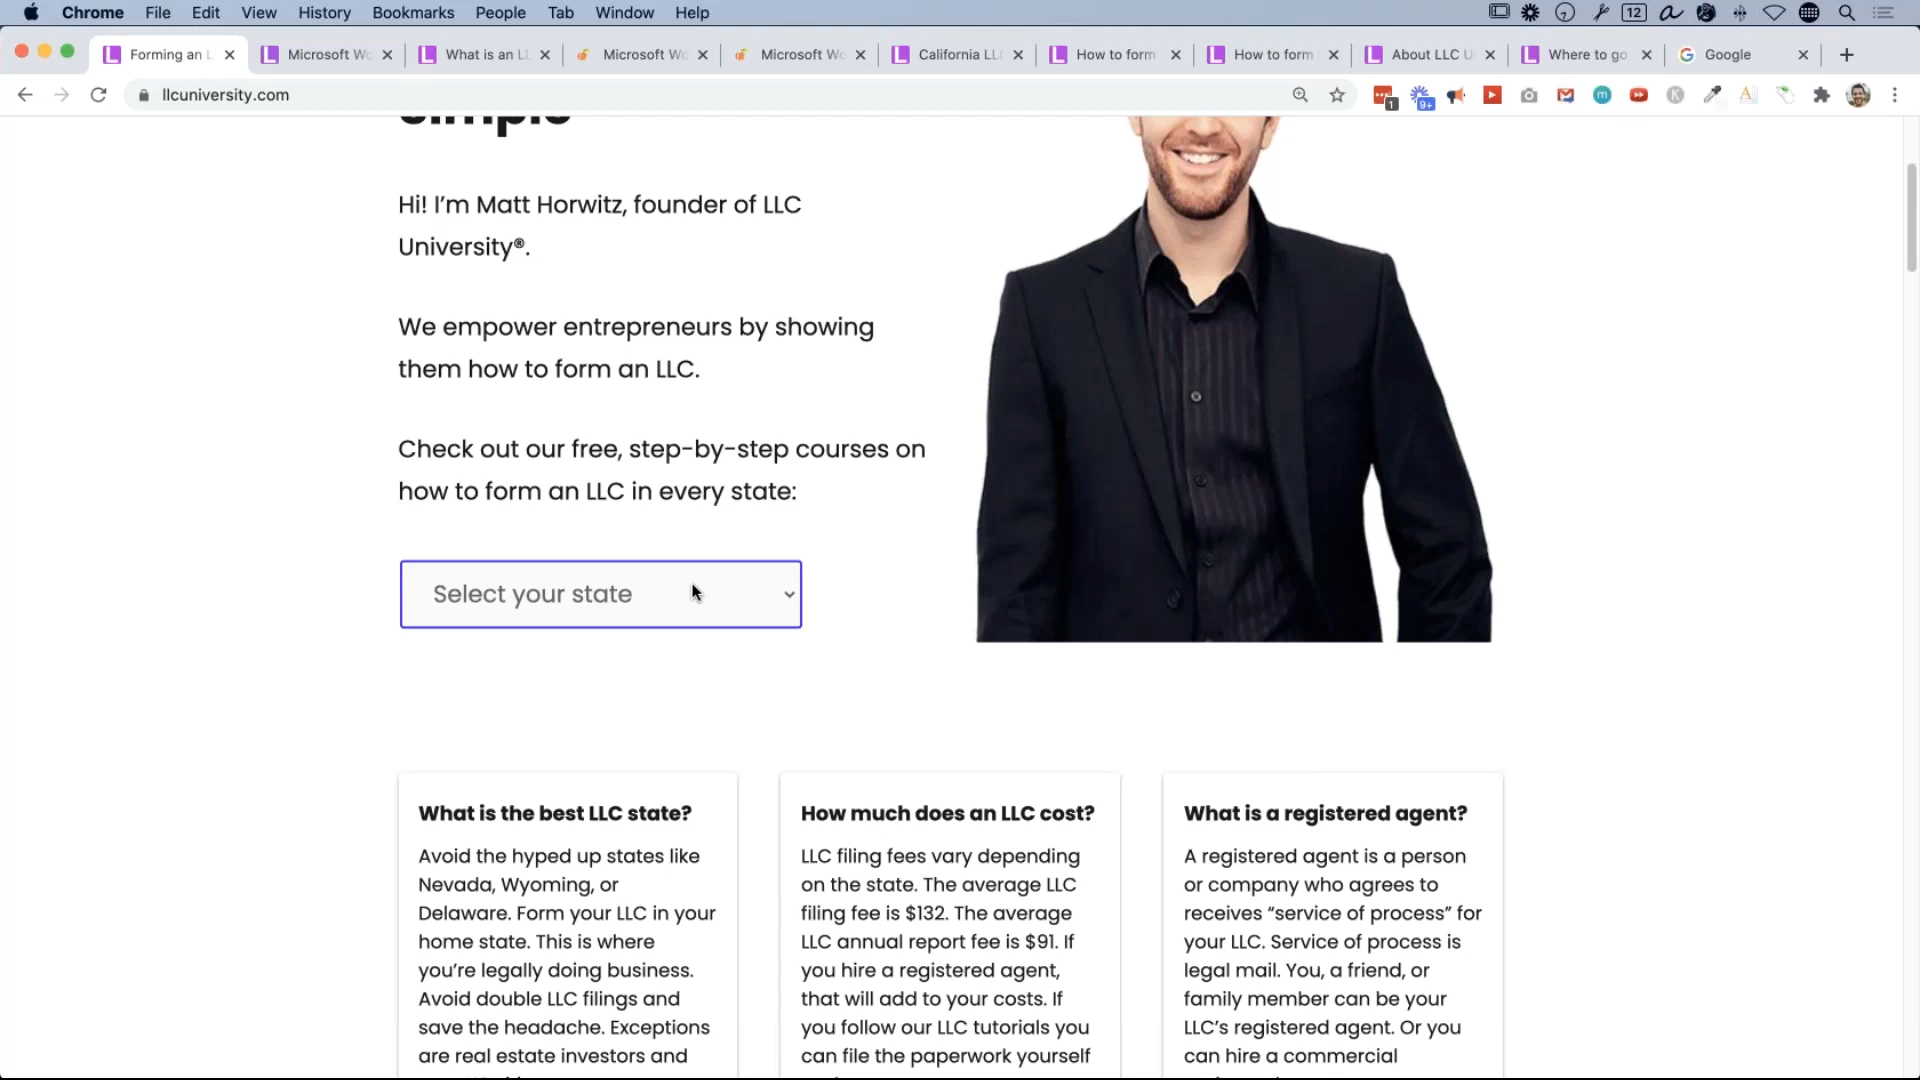 Chrome File Edit View History Bookmarks People Tab Window Help 12
Forming an L Microsoft Wo What is an LL Microsoft Wo Microsoft Wo California LLC How to form How to form About LLC U Where to go Google
llcuniversity.com 1 9+
Simple
Hi! I'm Matt Horwitz, founder of LLC
University®.
We empower entrepreneurs by showing
them how to form an LLC.
Check out our free, step-by-step courses on
how to form an LLC in every state:
Select your state
What is the best LLC state?
Avoid the hyped up states like
Nevada, Wyoming, or
Delaware. Form your LLC in your
home state. This is where
you're legally doing business.
Avoid double LLC filings and
save the headache. Exceptions
are real estate investors and
How much does an LLC cost?
LLC filing fees vary depending
on the state. The average LLC
filing fee is $132. The average
LLC annual report fee is $91. If
you hire a registered agent,
that will add to your costs. If
you follow our LLC tutorials you
can file the paperwork yourself
What is a registered agent?
A registered agent is a person
or company who agrees to
receives “service of process” for
your LLC. Service of process is
legal mail. You, a friend, or
family member can be your
LLC's registered agent. Or you
can hire a commercial